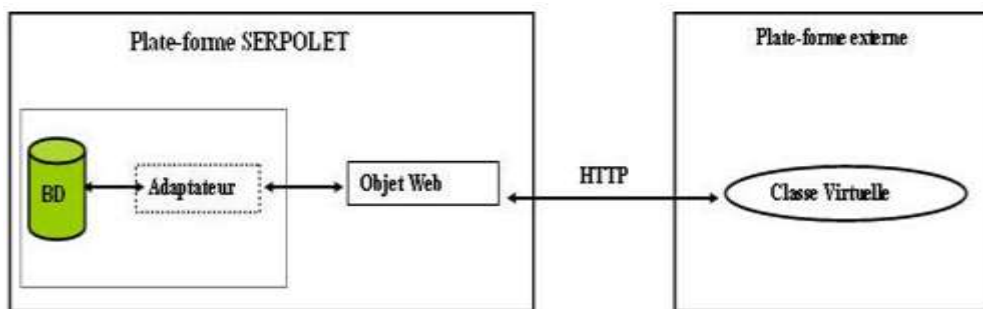 Plate-forme SERPOLET
Plate-forme externe
BD
Adaptateur
Objet Web
HTTP
Classe Virtuelle